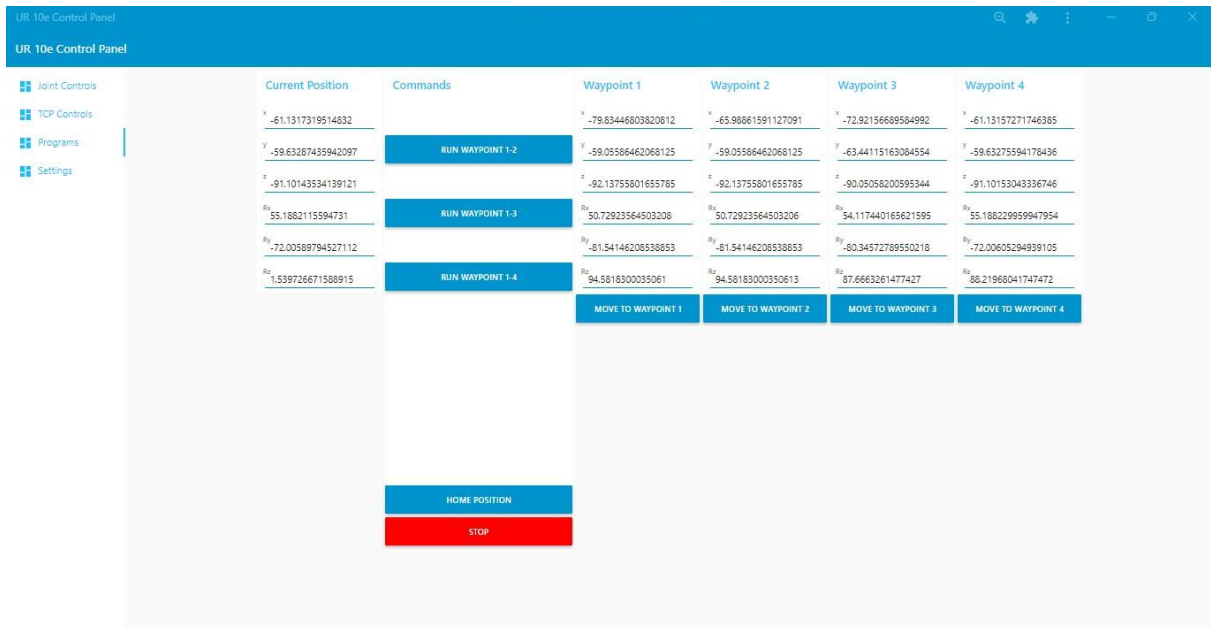 UR 10e Control Panel
UR 10e Control Panel
Joint Controls
TCP Controls
Programs
Settings
Current Position
x -61.1317319514832
y -59.63287435942097
z -91.10143534139121
Rx 55.1882115594731
Ry -72.00589794527112
Rz 1.539726671588915
Commands
RUN WAYPOINT 1-2
RUN WAYPOINT 1-3
RUN WAYPOINT 1-4
HOME POSITION
STOP
Waypoint 1
x -79.83446803820812
y -59.05586462068125
z -92.13755801655785
Rx 50.72923564503208
Ry -81.54146208538853
Rz 94.5818300035061
MOVE TO WAYPOINT 1
Waypoint 2
x -65.98861591127091
y -59.05586462068125
z -92.13755801655785
Rx 50.72923564503206
Ry -81.54146208538853
Rz 94.58183000350613
MOVE TO WAYPOINT 2
Waypoint 3
x -72.92156689584992
y -63.44115163084554
z -90.05058200595344
Rx 54.117440165621595
Ry -80.34572789550218
Rz 87.6663261477427
MOVE TO WAYPOINT 3
Waypoint 4
x -61.13157271746385
y -59.63275594178436
z -91.10153043336746
Rx 55.188229959947954
Ry -72.00605294939105
Rz 88.21968041747472
MOVE TO WAYPOINT 4